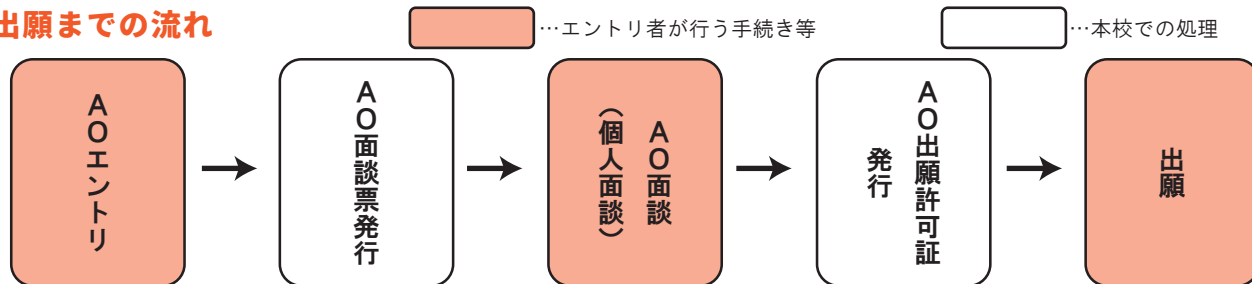 出願までの流れ
…エントリ者が行う手続き等
…本校での処理
AOエントリ
AO面談票発行
AO面談
（個人面談）
AO出願許可証
発行
出願